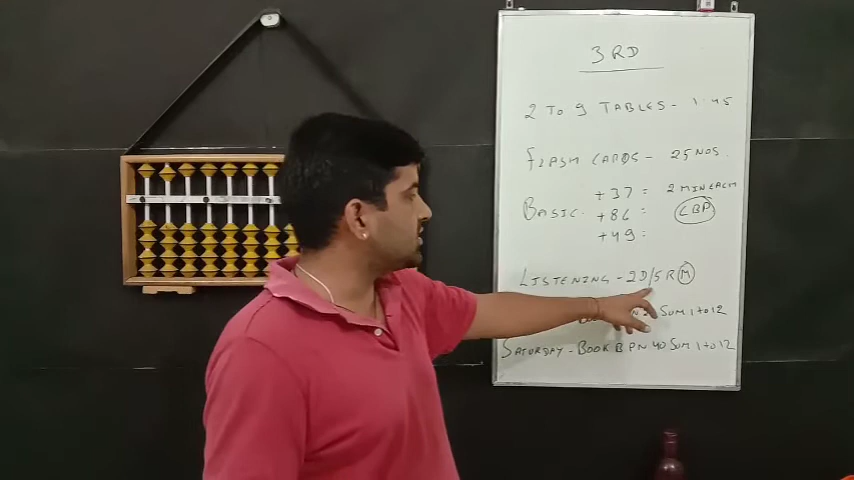 3RD
2 TO 9 TABLES - 1:45
FLASH CARDS - 25 NOS.
BASIC. +37 = 2 MIN EACH
+86 = CBP
+49 =
LISTENING - 2D/5R M
SUM 1 TO 12
SATURDAY - BOOK B PN 40 SUM 1 TO 12